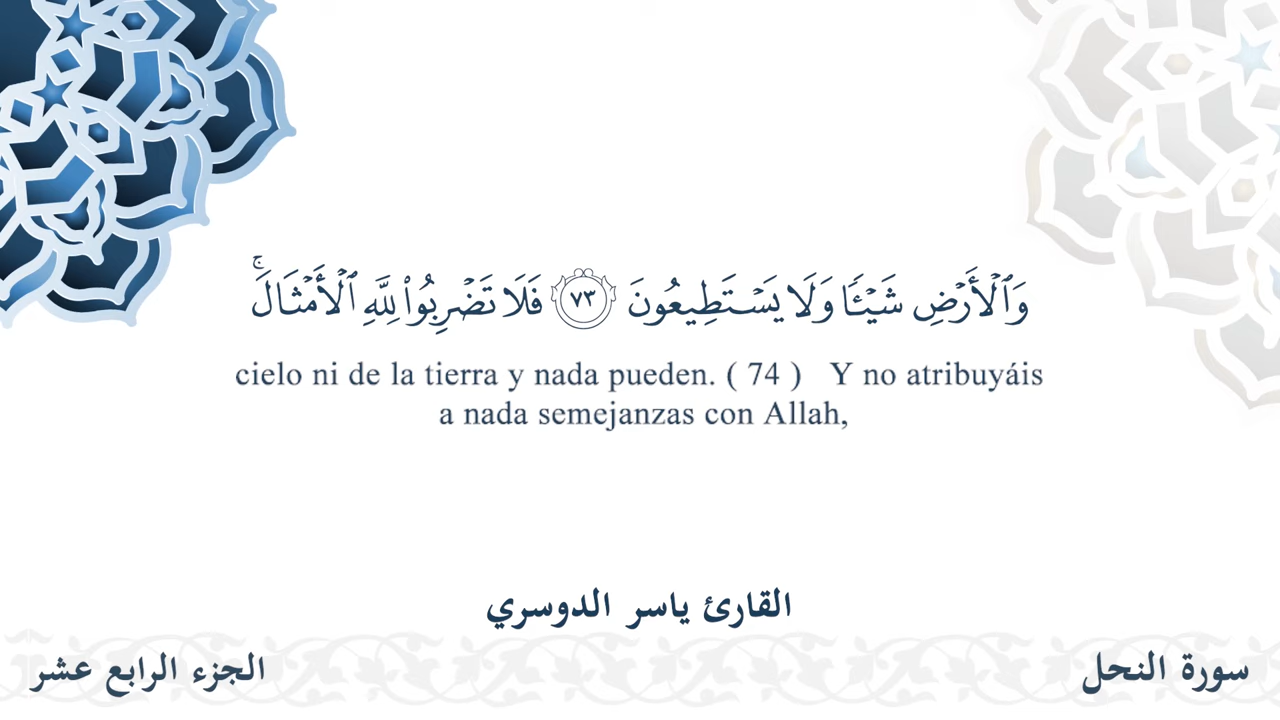 وَٱلْأَرْضِ شَيْـًٔا وَلَا يَسْتَطِيعُونَ ٧٣ فَلَا تَضْرِبُوا۟ لِلَّهِ ٱلْأَمْثَالَ ۚ
cielo ni de la tierra y nada pueden. ( 74 ) Y no atribuyáis
a nada semejanzas con Allah,
القارئ ياسر الدوسري
سورة النحل
الجزء الرابع عشر